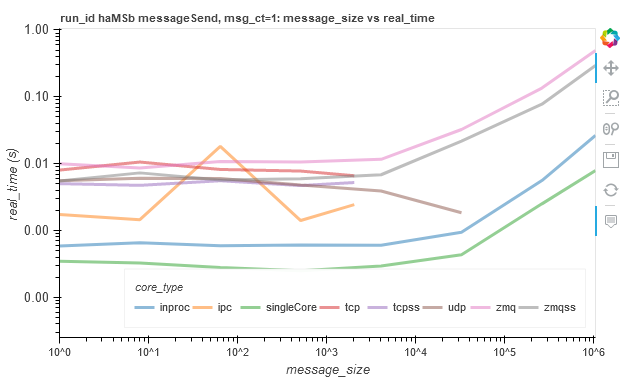 run_id haMSb messageSend, msg_ct=1: message_size vs real_time
1.00
0.10
0.01
0.00
0.00
real_time (s)
core_type
inproc ipc singleCore tcp tcpss udp zmq zmqss
10^0 10^1 10^2 10^3 10^4 10^5 10^6
message_size